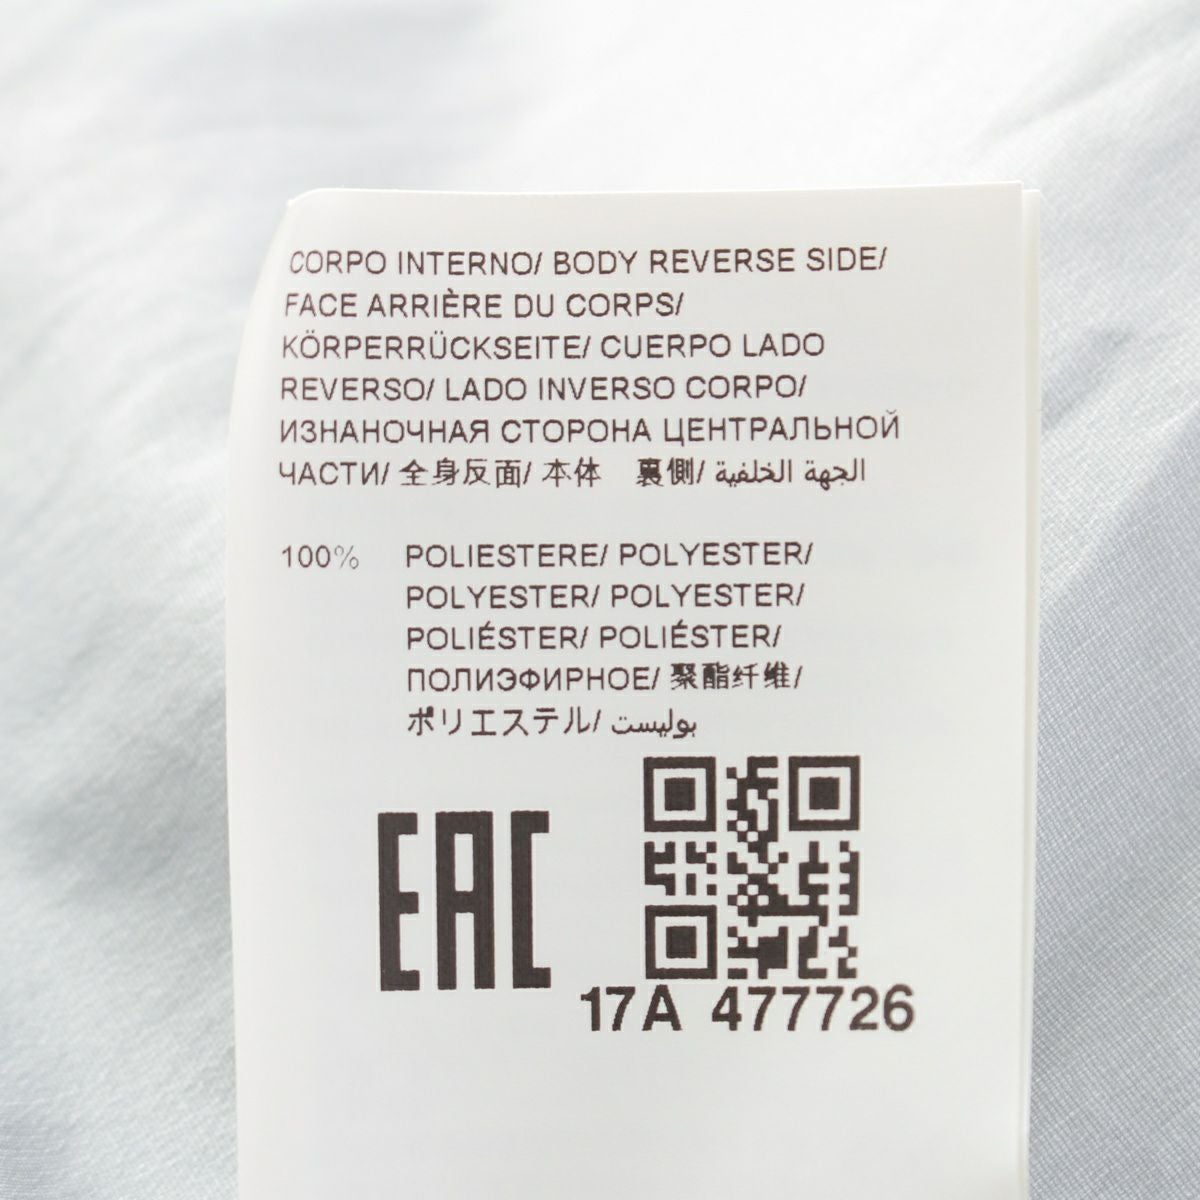 CORPO INTERNO/ BODY REVERSE SIDE/
FACE ARRIÈRE DU CORPS/
KÖRPERRÜCKSEITE/ CUERPO LADO
REVERSO/ LADO INVERSO CORPO/
ИЗНАНОЧНАЯ СТОРОНА ЦЕНТРАЛЬНОЙ
ЧАСТИ/ 全身反面/ 本体　裏側/ الجهة الخلفية
100% POLIESTERE/ POLYESTER/
POLYESTER/ POLYESTER/
POLIÉSTER/ POLIÉSTER/
ПОЛИЭФИРНОЕ/ 聚酯纤维/
ポリエステル/ بوليست
EAC
17A 477726